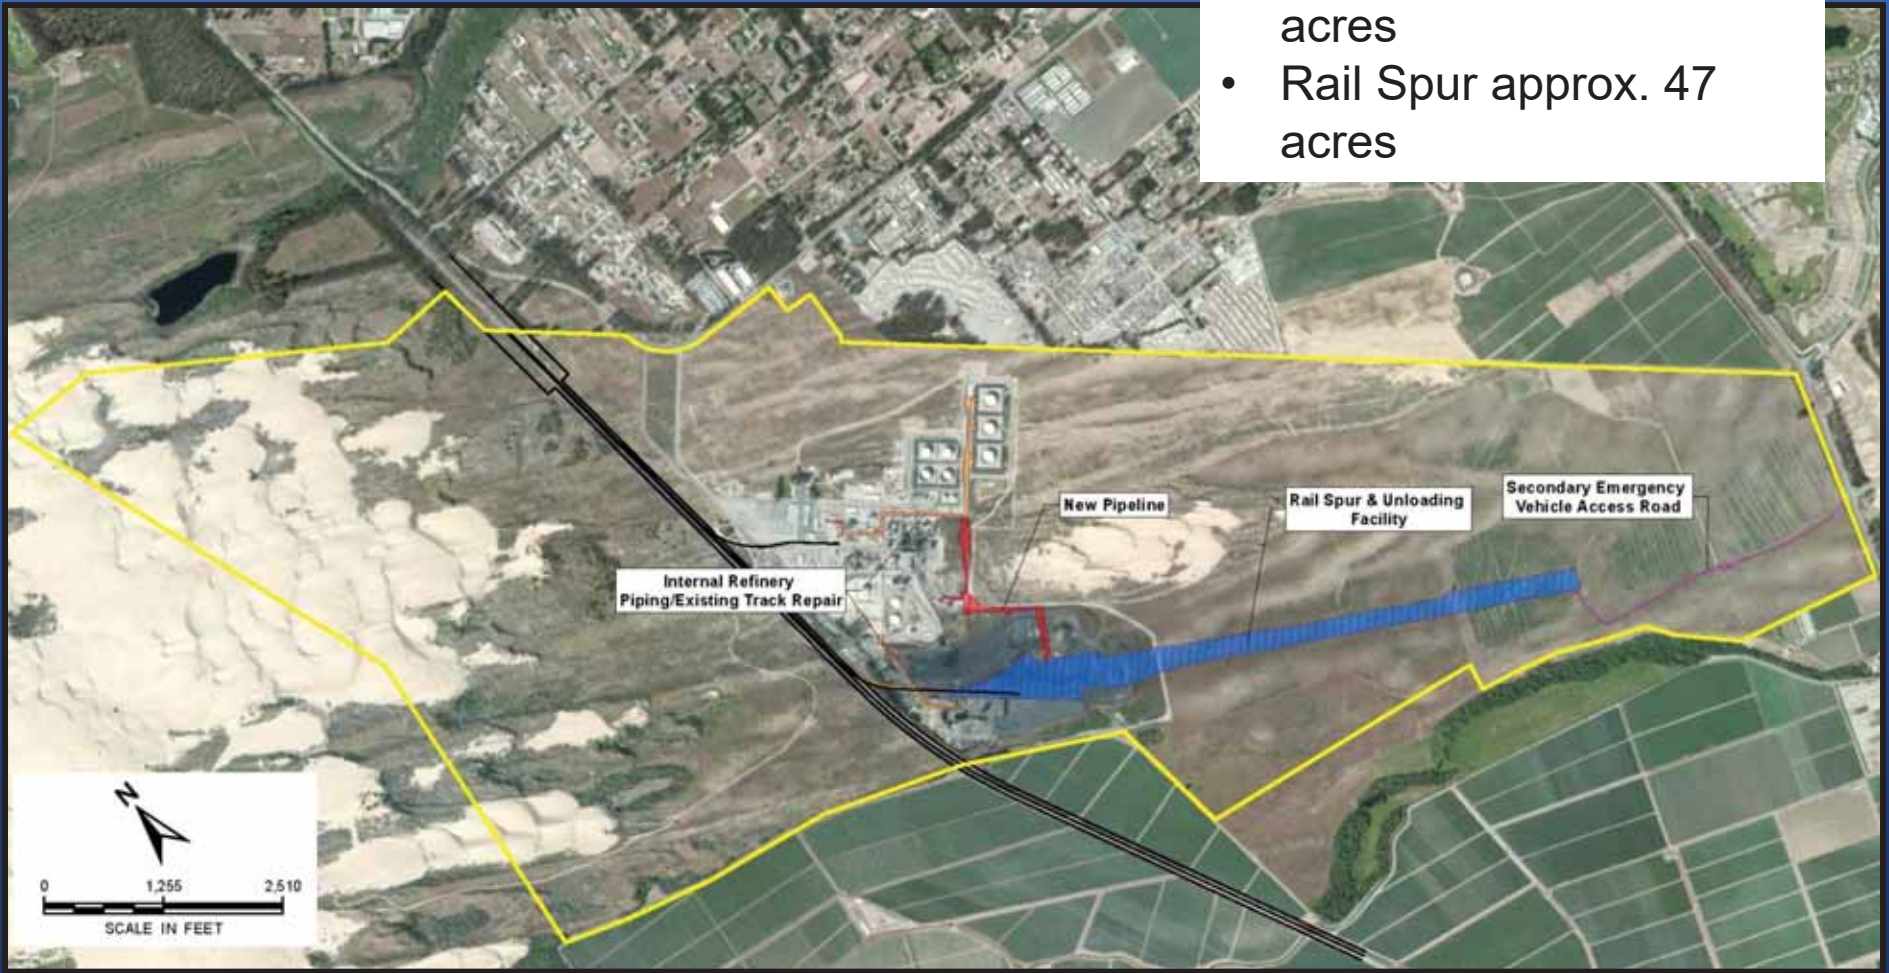 acres
• Rail Spur approx. 47
acres
New Pipeline
Rail Spur & Unloading
Facility
Secondary Emergency
Vehicle Access Road
Internal Refinery
Piping/Existing Track Repair
N
0 1,255 2,510
SCALE IN FEET